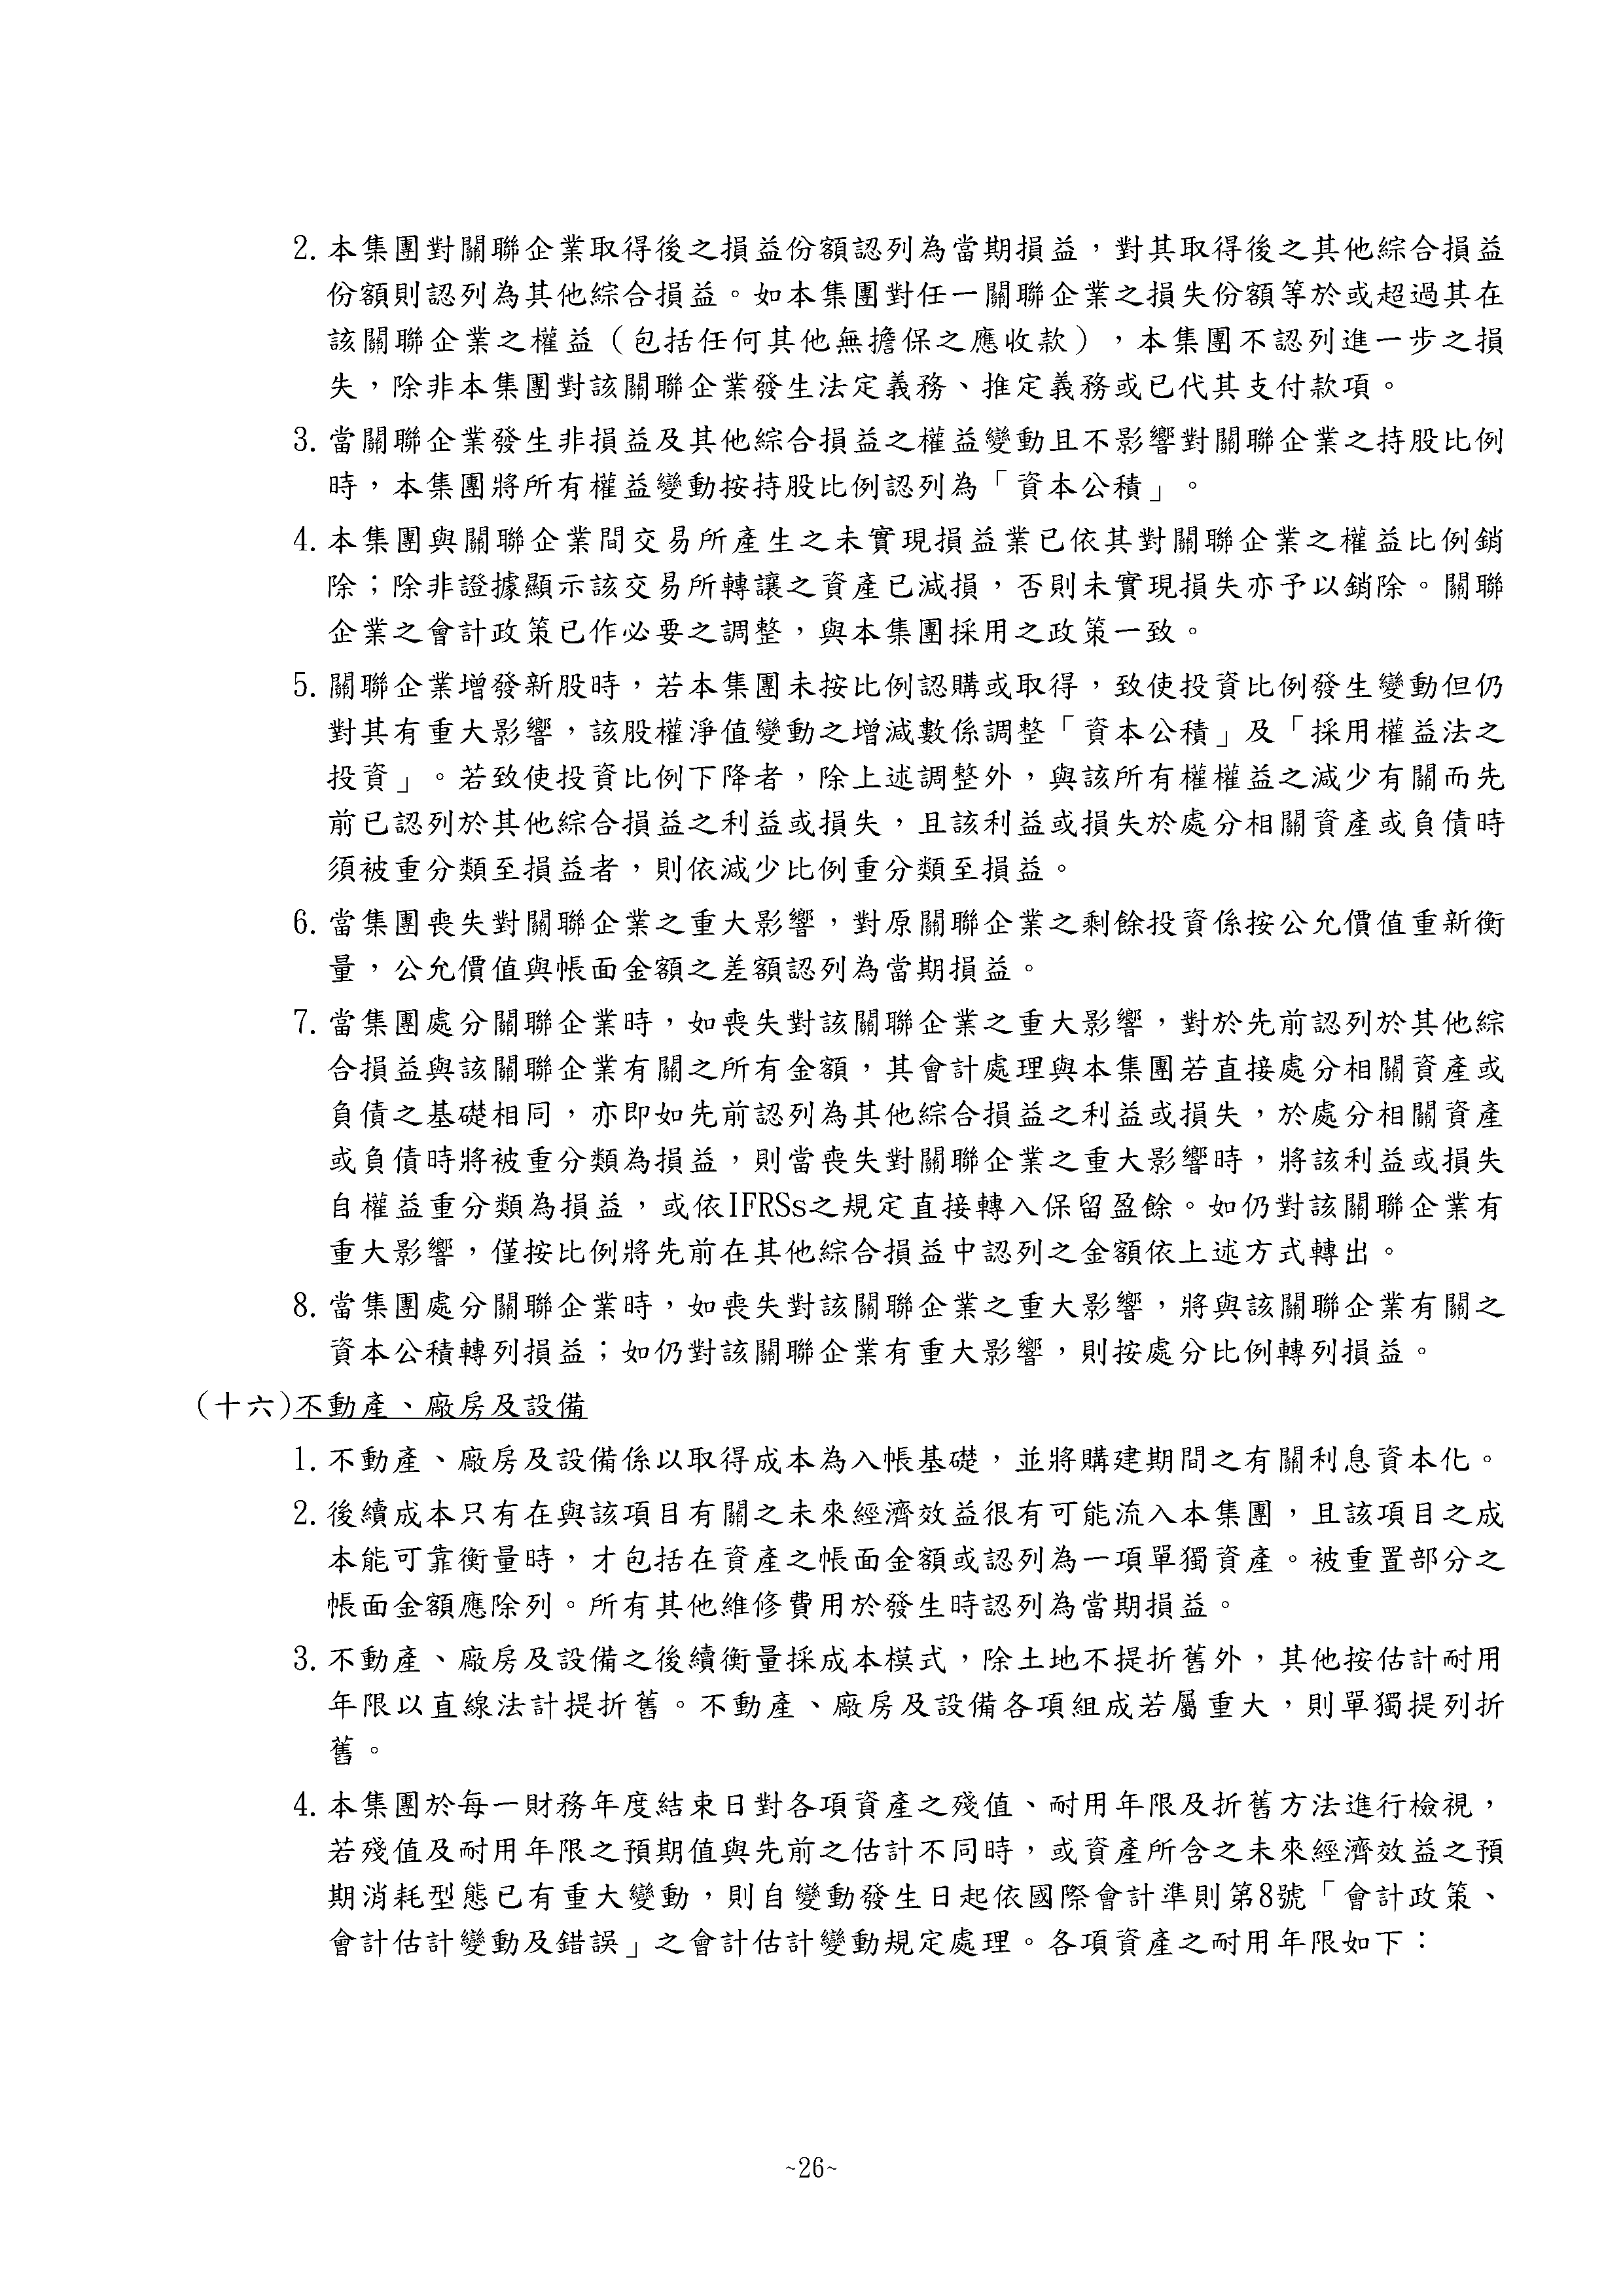 2. 本集團對關聯企業取得後之損益份額認列為當期損益，對其取得後之其他綜合損益
份額則認列為其他綜合損益。如本集團對任一關聯企業之損失份額等於或超過其在
該關聯企業之權益（包括任何其他無擔保之應收款），本集團不認列進一步之損
失，除非本集團對該關聯企業發生法定義務、推定義務或已代其支付款項。
3. 當關聯企業發生非損益及其他綜合損益之權益變動且不影響對關聯企業之持股比例
時，本集團將所有權益變動按持股比例認列為「資本公積」。
4. 本集團與關聯企業間交易所產生之未實現損益業已依其對關聯企業之權益比例銷
除；除非證據顯示該交易所轉讓之資產已減損，否則未實現損失亦予以銷除。關聯
企業之會計政策已作必要之調整，與本集團採用之政策一致。
5. 關聯企業增發新股時，若本集團未按比例認購或取得，致使投資比例發生變動但仍
對其有重大影響，該股權淨值變動之增減數係調整「資本公積」及「採用權益法之
投資」。若致使投資比例下降者，除上述調整外，與該所有權權益之減少有關而先
前已認列於其他綜合損益之利益或損失，且該利益或損失於處分相關資產或負債時
須被重分類至損益者，則依減少比例重分類至損益。
6. 當集團喪失對關聯企業之重大影響，對原關聯企業之剩餘投資係按公允價值重新衡
量，公允價值與帳面金額之差額認列為當期損益。
7. 當集團處分關聯企業時，如喪失對該關聯企業之重大影響，對於先前認列於其他綜
合損益與該關聯企業有關之所有金額，其會計處理與本集團若直接處分相關資產或
負債之基礎相同，亦即如先前認列為其他綜合損益之利益或損失，於處分相關資產
或負債時將被重分類為損益，則當喪失對關聯企業之重大影響時，將該利益或損失
自權益重分類為損益，或依IFRSs之規定直接轉入保留盈餘。如仍對該關聯企業有
重大影響，僅按比例將先前在其他綜合損益中認列之金額依上述方式轉出。
8. 當集團處分關聯企業時，如喪失對該關聯企業之重大影響，將與該關聯企業有關之
資本公積轉列損益；如仍對該關聯企業有重大影響，則按處分比例轉列損益。
(十六)不動產、廠房及設備
1. 不動產、廠房及設備係以取得成本為入帳基礎，並將購建期間之有關利息資本化。
2. 後續成本只有在與該項目有關之未來經濟效益很有可能流入本集團，且該項目之成
本能可靠衡量時，才包括在資產之帳面金額或認列為一項單獨資產。被重置部分之
帳面金額應除列。所有其他維修費用於發生時認列為當期損益。
3. 不動產、廠房及設備之後續衡量採成本模式，除土地不提折舊外，其他按估計耐用
年限以直線法計提折舊。不動產、廠房及設備各項組成若屬重大，則單獨提列折
舊。
4. 本集團於每一財務年度結束日對各項資產之殘值、耐用年限及折舊方法進行檢視，
若殘值及耐用年限之預期值與先前之估計不同時，或資產所含之未來經濟效益之預
期消耗型態已有重大變動，則自變動發生日起依國際會計準則第8號「會計政策、
會計估計變動及錯誤」之會計估計變動規定處理。各項資產之耐用年限如下：
~26~